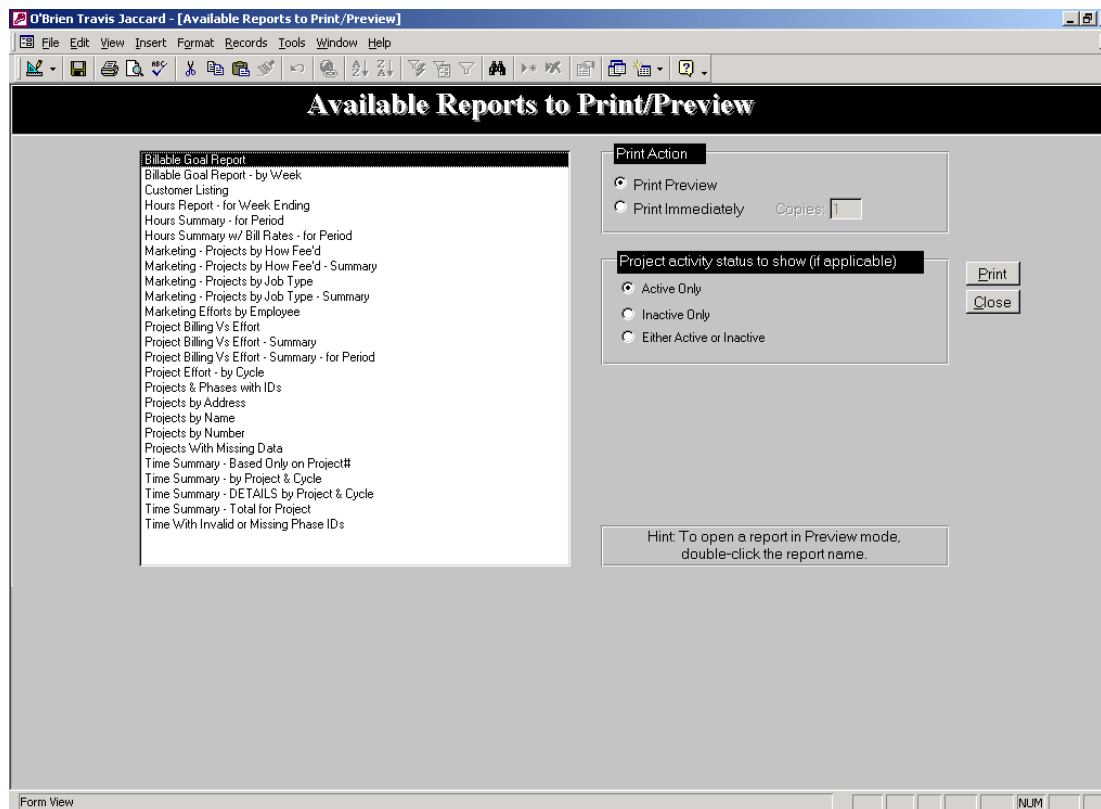 O'Brien Travis Jaccard - [Available Reports to Print/Preview]
File Edit View Insert Format Records Tools Window Help
Available Reports to Print/Preview
Billable Goal Report
Billable Goal Report - by Week
Customer Listing
Hours Report - for Week Ending
Hours Summary - for Period
Hours Summary w/ Bill Rates - for Period
Marketing - Projects by How Fee'd
Marketing - Projects by How Fee'd - Summary
Marketing - Projects by Job Type
Marketing - Projects by Job Type - Summary
Marketing Efforts by Employee
Project Billing Vs Effort
Project Billing Vs Effort - Summary
Project Billing Vs Effort - Summary - for Period
Project Effort - by Cycle
Projects & Phases with IDs
Projects by Address
Projects by Name
Projects by Number
Projects With Missing Data
Time Summary - Based Only on Project#
Time Summary - by Project & Cycle
Time Summary - DETAILS by Project & Cycle
Time Summary - Total for Project
Time With Invalid or Missing Phase IDs
Print Action
Print Preview
Print Immediately Copies: 1
Project activity status to show (if applicable)
Active Only
Inactive Only
Either Active or Inactive
Print
Close
Hint: To open a report in Preview mode,
double-click the report name.
Form View NUM